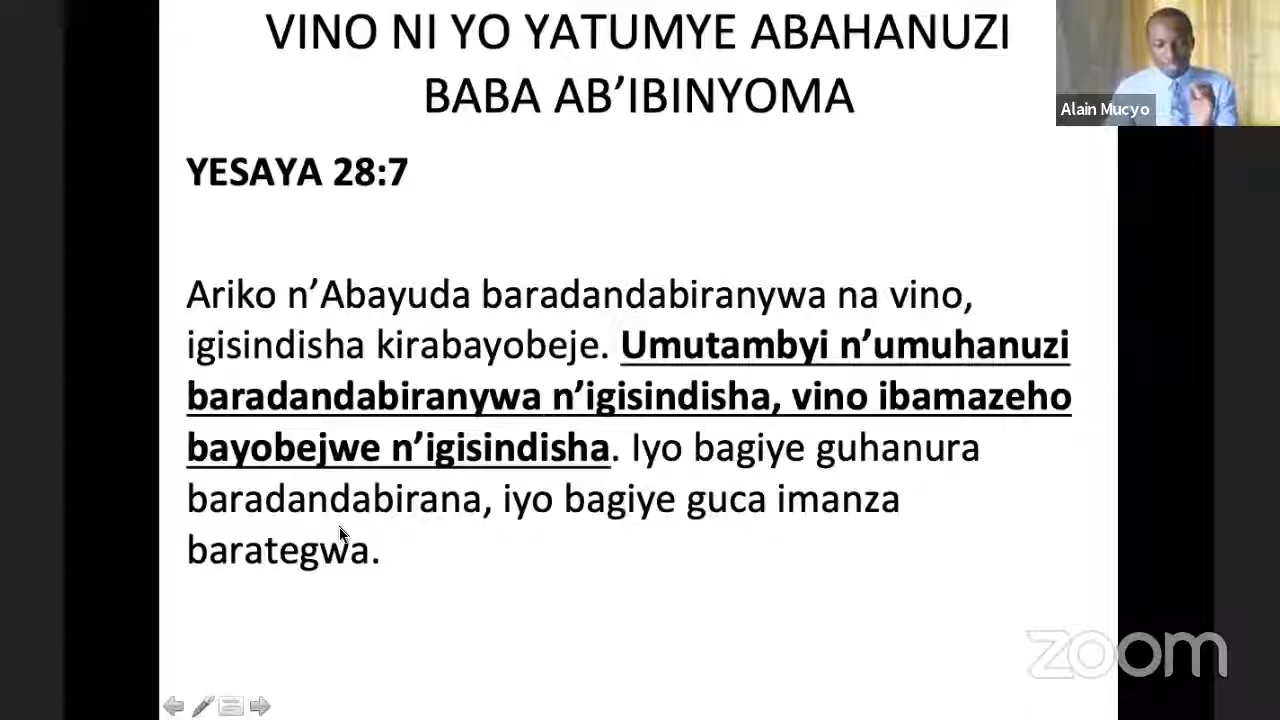 VINO NI YO YATUMYE ABAHANUZI
BABA AB’IBINYOMA
Alain Mucyo
YESAYA 28:7
Ariko n’Abayuda baradandabiranywa na vino,
igisindisha kirabayobeje. Umutambyi n’umuhanuzi
baradandabiranywa n’igisindisha, vino ibamazeho
bayobejwe n’igisindisha. Iyo bagiye guhanura
baradandabirana, iyo bagiye guca imanza
barategwa.
zoom